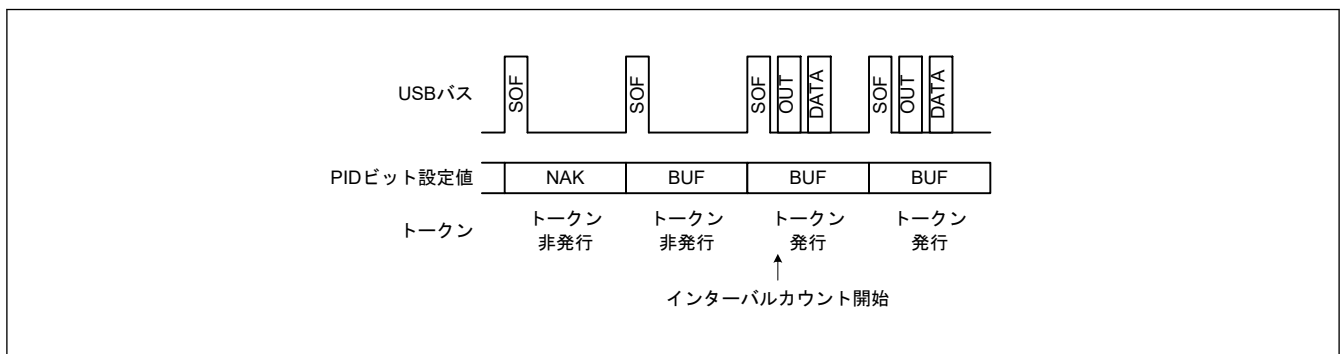 SOF SOF SOF OUT DATA SOF OUT DATA
USBバス
PIDビット設定値 NAK BUF BUF BUF
トークン トークン トークン トークン
トークン
非発行 非発行 発行 発行
インターバルカウント開始